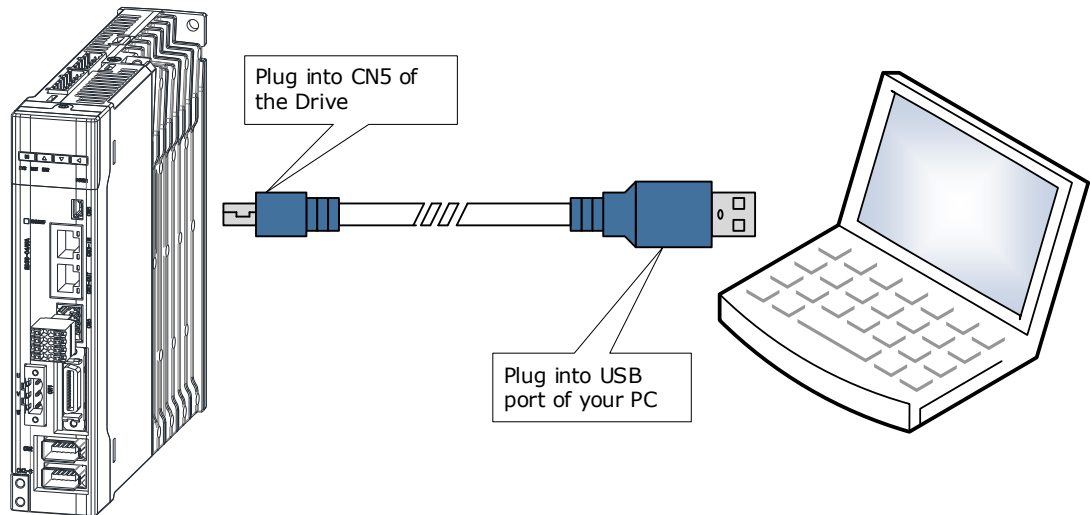 Plug into CN5 of
the Drive
Plug into USB
port of your PC